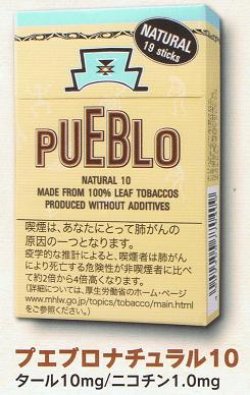 NATURAL
19 sticks
PUEBLO
NATURAL 10
MADE FROM 100% LEAF TOBACCOS
PRODUCED WITHOUT ADDITIVES
喫煙は、あなたにとって肺がんの
原因の一つとなります。
疫学的な推計によると、喫煙者は肺がん
により死亡する危険性が非喫煙者に比べ
て約2倍から4倍高くなります。
(詳細については、厚生労働省のホーム・ページ
www.mhlw.go.jp/topics/tobacco/main.html
をご参照ください。)
プエブロナチュラル10
タール10mg/ニコチン1.0mg